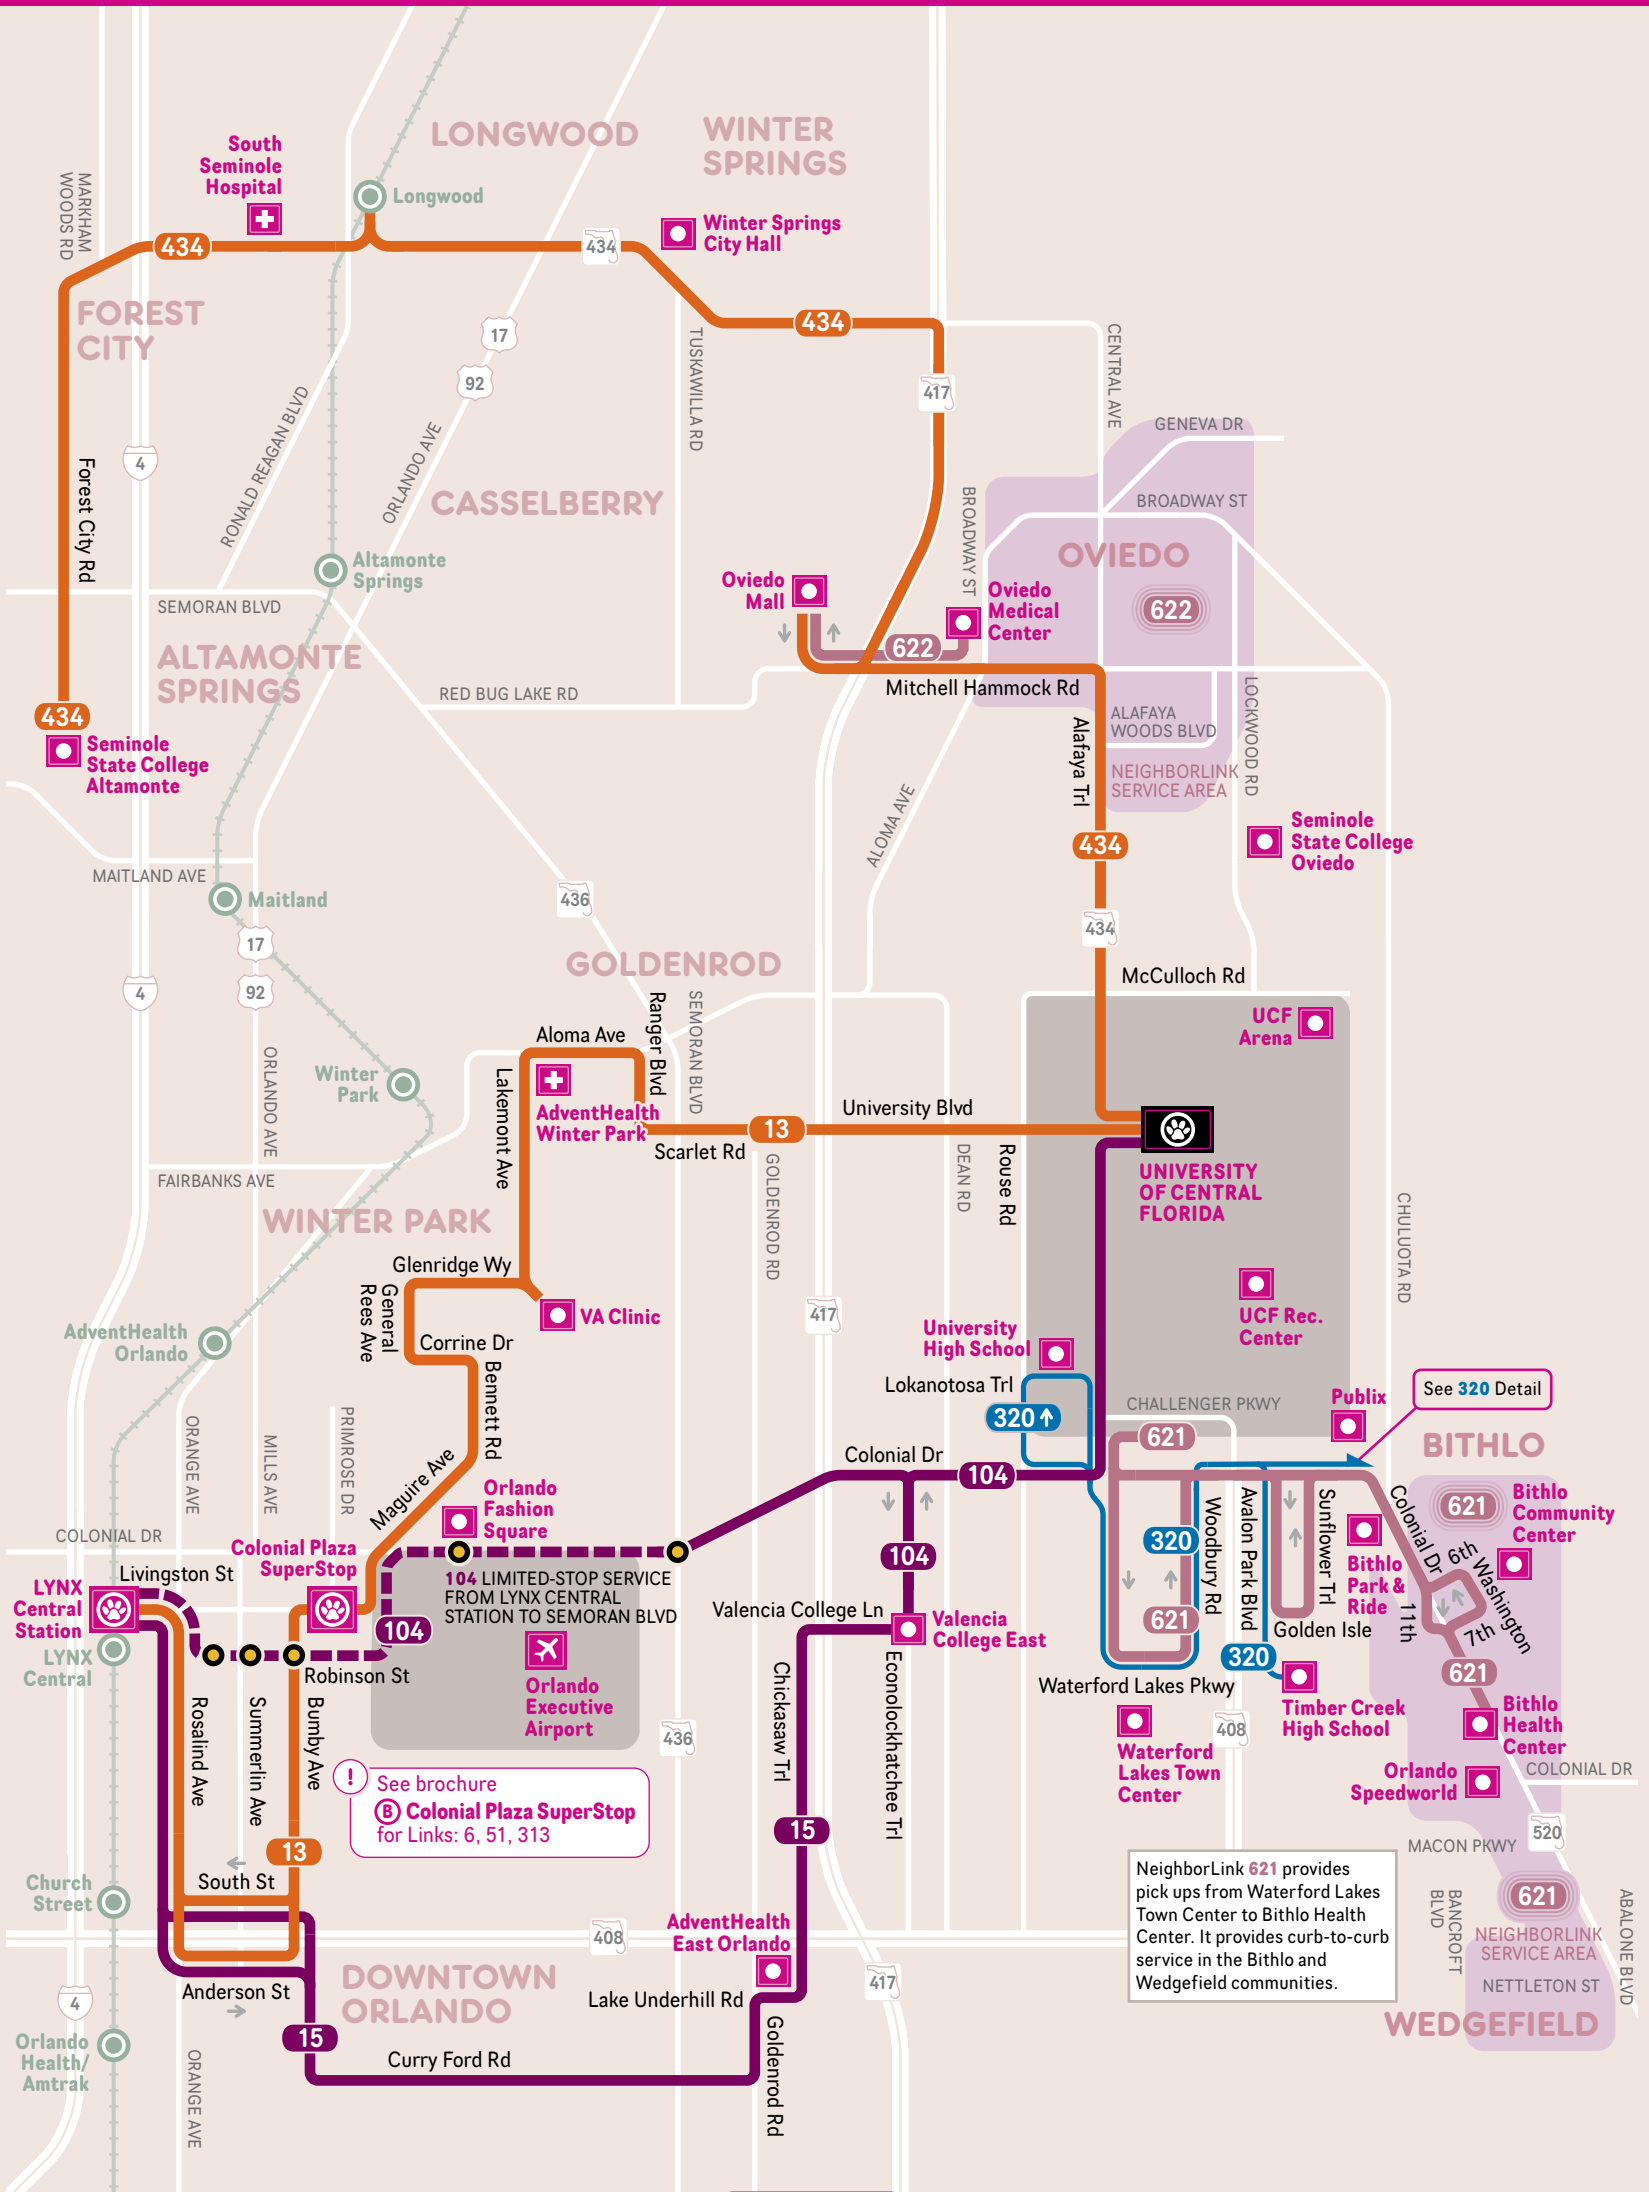 LONGWOOD
WINTER
SPRINGS
South
Seminole
Hospital
MARKHAM
WOODS RD
Longwood
Winter Springs
City Hall
434
434
FOREST
CITY
17
434
92
TUSKAWILLA RD
CENTRAL AVE
417
RONALD REAGAN BLVD
ORLANDO AVE
GENEVA DR
Forest City Rd
4
CASSELBERRY
BROADWAY ST
BROADWAY ST
OVIEDO
Altamonte
Springs
Oviedo
Mall
Oviedo
Medical
Center
622
SEMORAN BLVD
622
ALTAMONTE
SPRINGS
RED BUG LAKE RD
Mitchell Hammock Rd
LOCKWOOD RD
434
ALAFAYA
WOODS BLVD
Alafaya Trl
Seminole
State College
Altamonte
NEIGHBORLINK
SERVICE AREA
ALOMA AVE
Seminole
State College
Oviedo
434
MAITLAND AVE
Maitland
436
434
17
GOLDENROD
McCulloch Rd
4
92
Ranger Blvd
SEMORAN BLVD
UCF
Arena
Aloma Ave
ORLANDO AVE
Winter
Park
Lakemont Ave
AdventHealth
Winter Park
University Blvd
13
Scarlet Rd
GOLDENROD RD
DEAN RD
Rouse Rd
UNIVERSITY
OF CENTRAL
FLORIDA
FAIRBANKS AVE
CHULUOTA RD
WINTER PARK
Glenridge Wy
General
Rees Ave
VA Clinic
417
UCF Rec.
Center
AdventHealth
Orlando
Corrine Dr
University
High School
Bennett Rd
Lokanotosa Trl
See 320 Detail
Publix
CHALLENGER PKWY
ORANGE AVE
MILLS AVE
PRIMROSE DR
320
621
BITHLO
Maguire Ave
Colonial Dr
104
Orlando
Fashion
Square
Colonial Dr
621
Bithlo
Community
Center
Woodbury Rd
Avalon Park Blvd
Sunflower Trl
COLONIAL DR
Colonial Plaza
SuperStop
320
6th
104
Livingston St
LYNX
Central
Station
104 LIMITED-STOP SERVICE
FROM LYNX CENTRAL
STATION TO SEMORAN BLVD
Bithlo
Park &
Ride
Washington
11th
Valencia College Ln
Valencia
College East
621
104
Golden Isle
7th
LYNX
Central
Robinson St
320
621
Orlando
Executive
Airport
Chickasaw Trl
Econolockhatchee Trl
Waterford Lakes Pkwy
Timber Creek
High School
Bithlo
Health
Center
Rosalind Ave
Summerlin Ave
Bumby Ave
436
408
Waterford
Lakes Town
Center
Orlando
Speedworld
COLONIAL DR
!
See brochure
B Colonial Plaza SuperStop
for Links: 6, 51, 313
15
520
MACON PKWY
13
South St
NeighborLink 621 provides
pick ups from Waterford Lakes
Town Center to Bithlo Health
Center. It provides curb-to-curb
service in the Bithlo and
Wedgefield communities.
621
Church
Street
BANCROFT
BLVD
ABALONE BLVD
AdventHealth
East Orlando
408
NEIGHBORLINK
SERVICE AREA
DOWNTOWN
ORLANDO
417
NETTLETON ST
Anderson St
4
Lake Underhill Rd
WEDGEFIELD
15
Orlando
Health/
Amtrak
Curry Ford Rd
Goldenrod Rd
ORANGE AVE